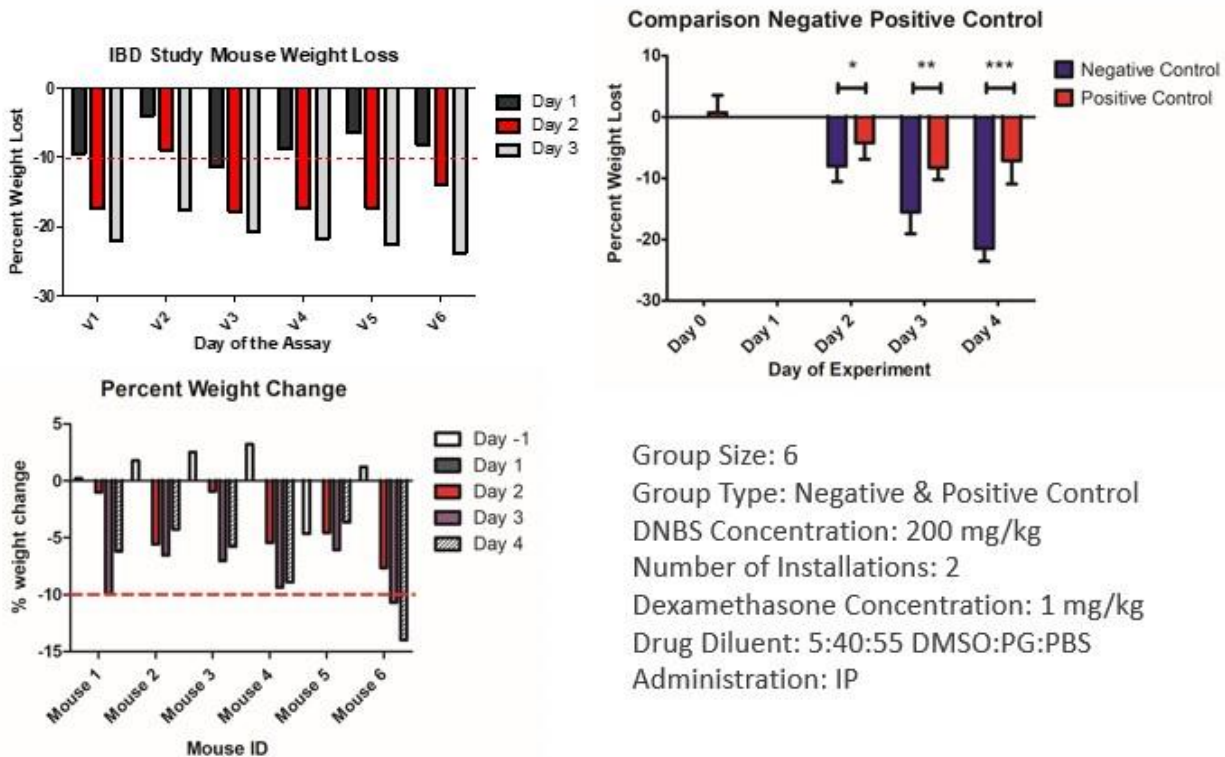 IBD Study Mouse Weight Loss
Percent Weight Lost
0
-10
-20
-30
V1
V2
V3
V4
V5
V6
Day of the Assay
Day 1
Day 2
Day 3
Comparison Negative Positive Control
Percent Weight Lost
10
0
-10
-20
-30
*
**
***
Day 0
Day 1
Day 2
Day 3
Day 4
Day of Experiment
Negative Control
Positive Control
Percent Weight Change
% weight change
5
0
-5
-10
-15
Mouse 1
Mouse 2
Mouse 3
Mouse 4
Mouse 5
Mouse 6
Mouse ID
Day -1
Day 1
Day 2
Day 3
Day 4
Group Size: 6
Group Type: Negative & Positive Control
DNBS Concentration: 200 mg/kg
Number of Installations: 2
Dexamethasone Concentration: 1 mg/kg
Drug Diluent: 5:40:55 DMSO:PG:PBS
Administration: IP